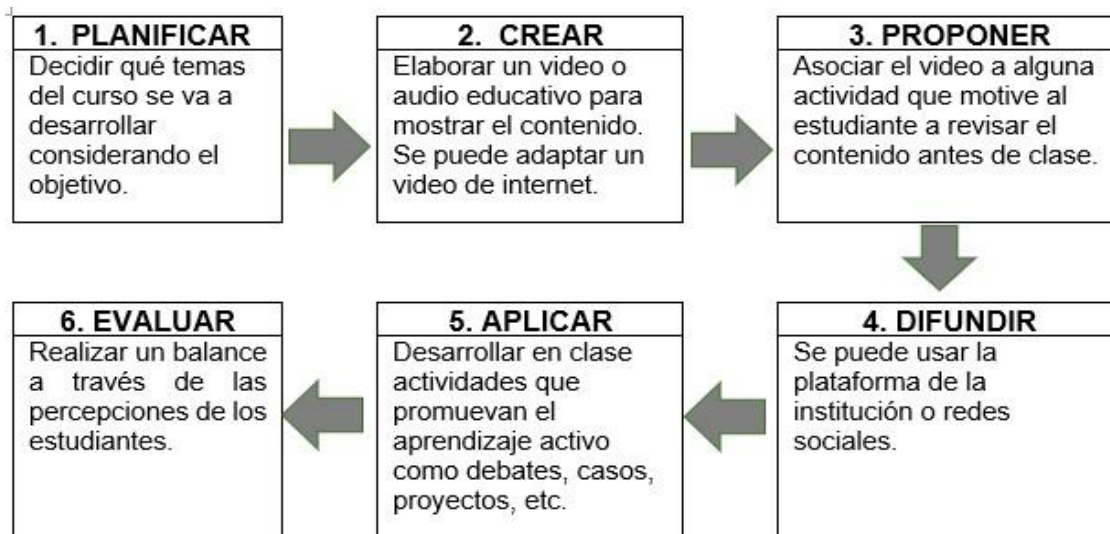 1. PLANIFICAR
Decidir qué temas
del curso se va a
desarrollar
considerando el
objetivo.
2. CREAR
Elaborar un video o
audio educativo para
mostrar el contenido.
Se puede adaptar un
video de internet.
3. PROPONER
Asociar el video a alguna
actividad que motive al
estudiante a revisar el
contenido antes de clase.
4. DIFUNDIR
Se puede usar la
plataforma de la
institución o redes
sociales.
5. APLICAR
Desarrollar en clase
actividades que
promuevan el
aprendizaje activo
como debates, casos,
proyectos, etc.
6. EVALUAR
Realizar un balance
a través de las
percepciones de los
estudiantes.